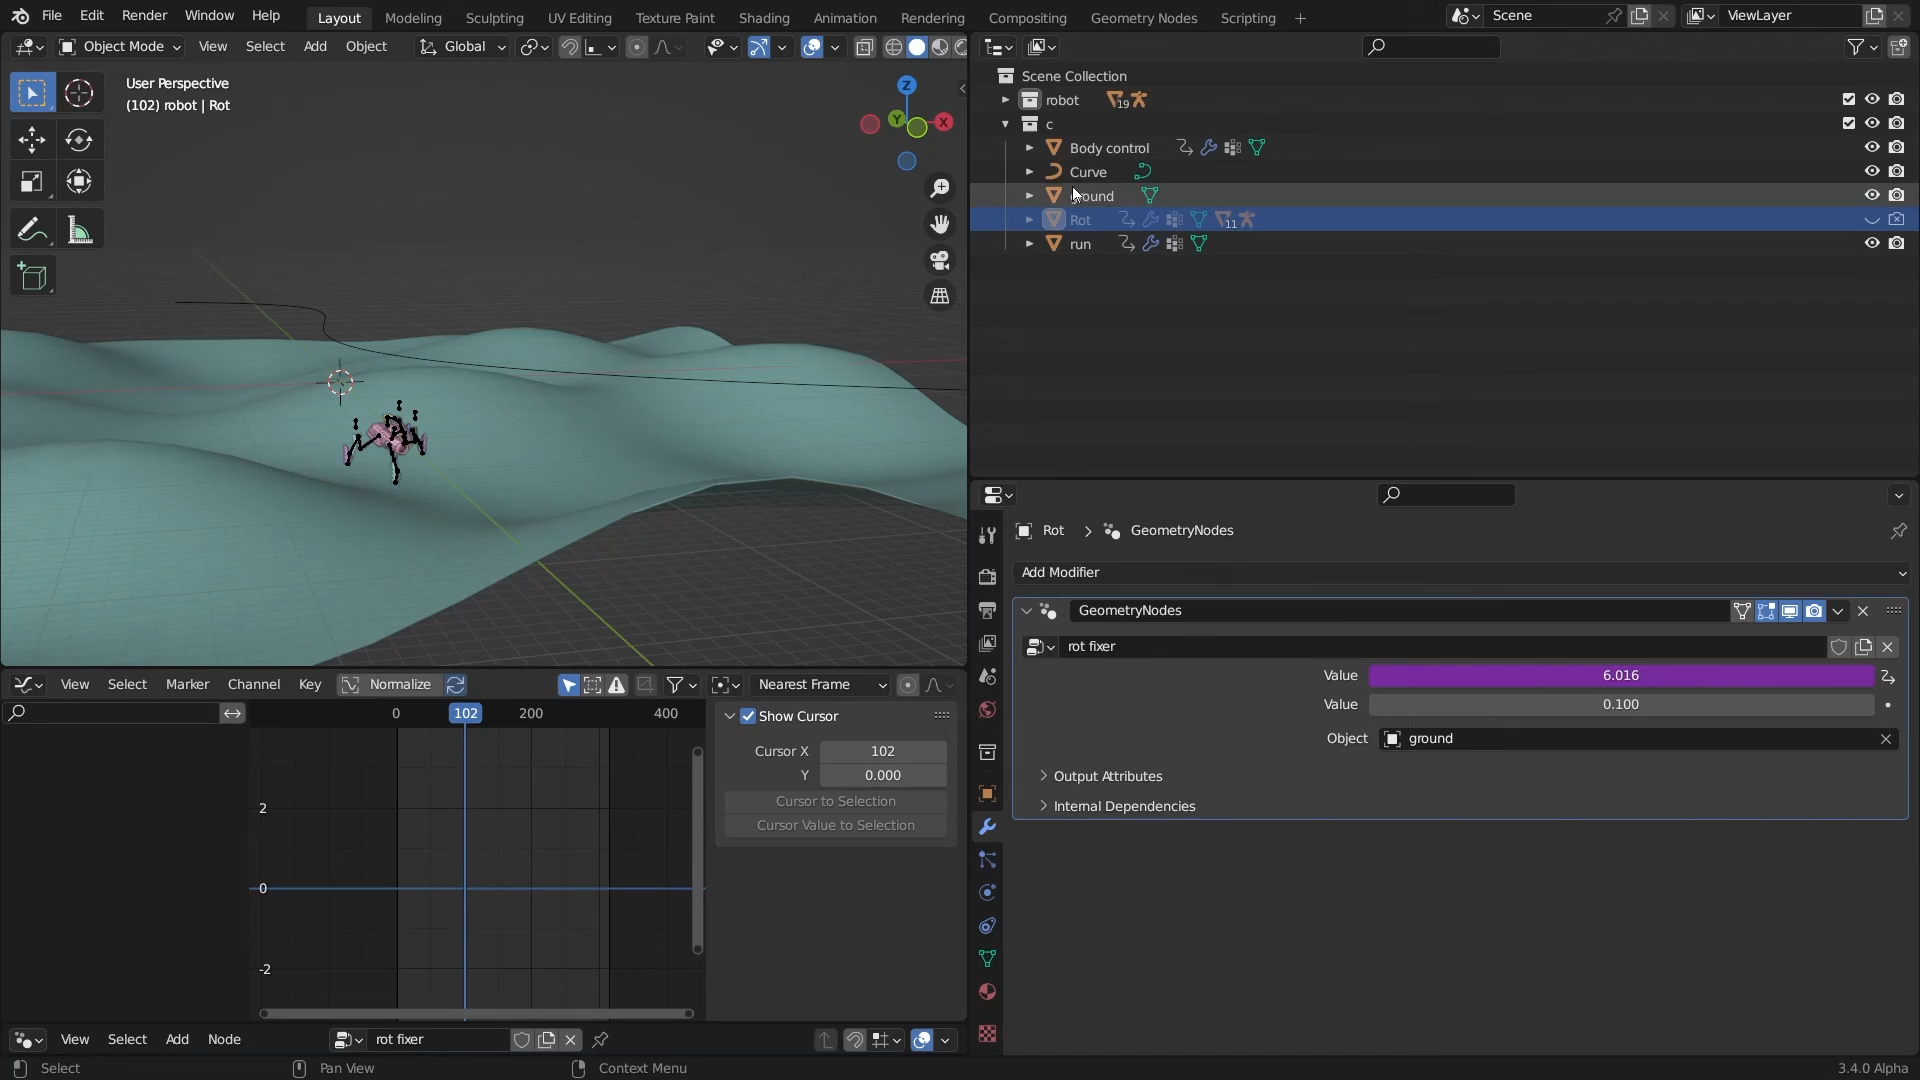 File Edit Render Window Help Layout Modeling Sculpting UV Editing Texture Paint Shading Animation Rendering Compositing Geometry Nodes Scripting + Scene ViewLayer
Object Mode View Select Add Object Global
User Perspective
(102) robot | Rot
Z
Y X
Scene Collection
robot 19
c
Body control
Curve
ground
Rot 11
run
Rot > GeometryNodes
Add Modifier
GeometryNodes
rot fixer
Value 6.016
Value 0.100
Object ground
Output Attributes
Internal Dependencies
View Select Marker Channel Key Normalize Nearest Frame
0 102 200 400
2
0
-2
Show Cursor
Cursor X 102
Y 0.000
Cursor to Selection
Cursor Value to Selection
View Select Add Node rot fixer
Select Pan View Context Menu 3.4.0 Alpha